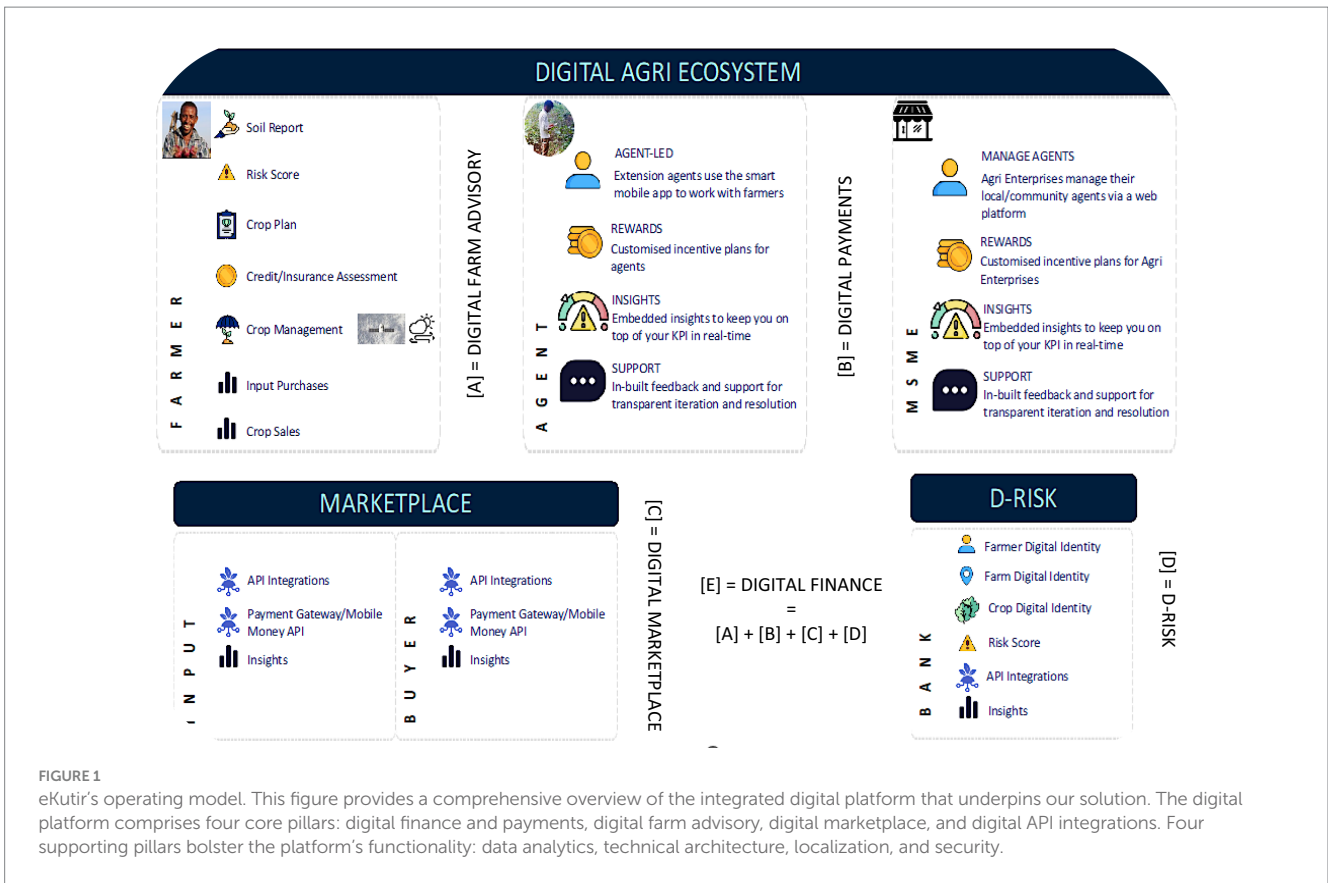 DIGITAL AGRI ECOSYSTEM
FARMER
Soil Report
Risk Score
Crop Plan
Credit/Insurance Assessment
Crop Management
Input Purchases
Crop Sales
[A] = DIGITAL FARM ADVISORY
AGENT
AGENT-LED
Extension agents use the smart
mobile app to work with farmers
REWARDS
Customised incentive plans for
agents
INSIGHTS
Embedded insights to keep you on
top of your KPI in real-time
SUPPORT
In-built feedback and support for
transparent iteration and resolution
[B] = DIGITAL PAYMENTS
MSME
MANAGE AGENTS
Agri Enterprises manage their
local/community agents via a web
platform
REWARDS
Customised incentive plans for Agri
Enterprises
INSIGHTS
Embedded insights to keep you on
top of your KPI in real-time
SUPPORT
In-built feedback and support for
transparent iteration and resolution
MARKETPLACE
INPUT
API Integrations
Payment Gateway/Mobile
Money API
Insights
BUYER
API Integrations
Payment Gateway/Mobile
Money API
Insights
[C] = DIGITAL MARKETPLACE
[E] = DIGITAL FINANCE
=
[A] + [B] + [C] + [D]
D-RISK
BANK
Farmer Digital Identity
Farm Digital Identity
Crop Digital Identity
Risk Score
API Integrations
Insights
[D] = D-RISK
FIGURE 1
eKutir’s operating model. This figure provides a comprehensive overview of the integrated digital platform that underpins our solution. The digital
platform comprises four core pillars: digital finance and payments, digital farm advisory, digital marketplace, and digital API integrations. Four
supporting pillars bolster the platform’s functionality: data analytics, technical architecture, localization, and security.